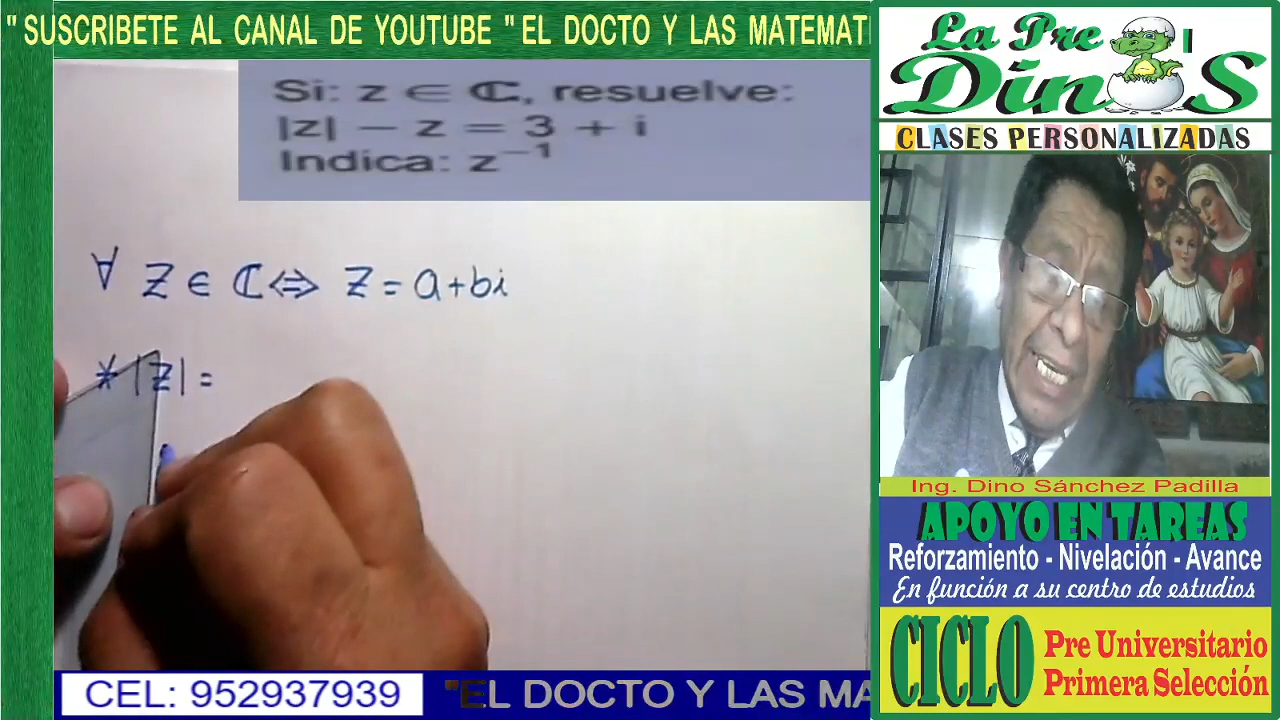 " SUSCRIBETE AL CANAL DE YOUTUBE " EL DOCTO Y LAS MATEMAT
Si: z ∈ ℂ, resuelve:
|z| − z = 3 + i
Indica: z⁻¹
∀ Z ∈ ℂ ⇔ Z = a+bi
* |Z| =
CEL: 952937939
"EL DOCTO Y LAS MA
La Pre
DinoS
CLASES PERSONALIZADAS
Ing. Dino Sánchez Padilla
APOYO EN TAREAS
Reforzamiento - Nivelación - Avance
En función a su centro de estudios
CICLO
Pre Universitario
Primera Selección